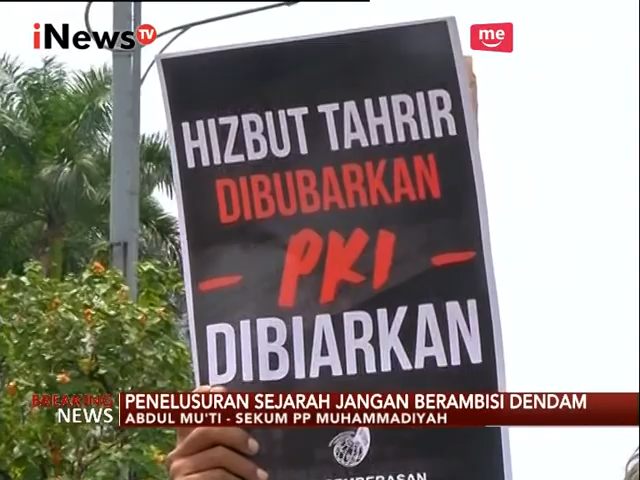 iNews TV
me
HIZBUT TAHRIR
DIBUBARKAN
- PKI -
DIBIARKAN
BREAKING
NEWS
PENELUSURAN SEJARAH JANGAN BERAMBISI DENDAM
ABDUL MU'TI - SEKUM PP MUHAMMADIYAH